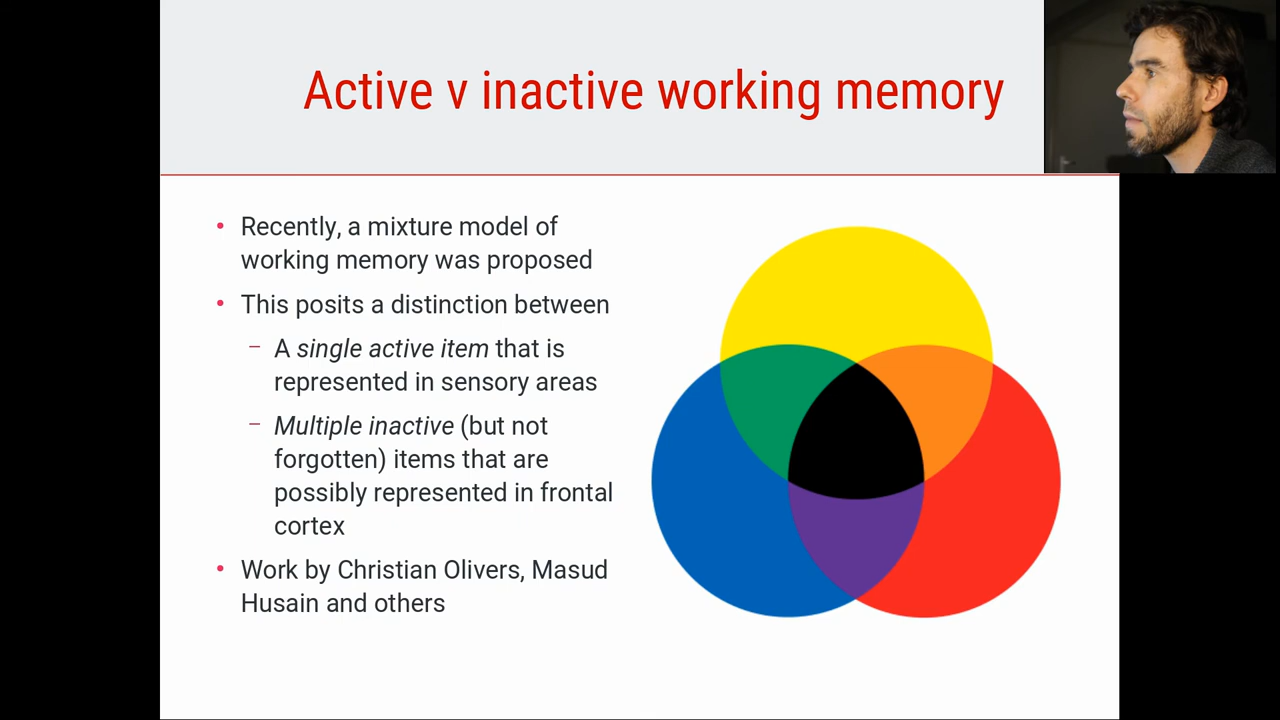 Active v inactive working memory
• Recently, a mixture model of
working memory was proposed
• This posits a distinction between
– A single active item that is
represented in sensory areas
– Multiple inactive (but not
forgotten) items that are
possibly represented in frontal
cortex
• Work by Christian Olivers, Masud
Husain and others